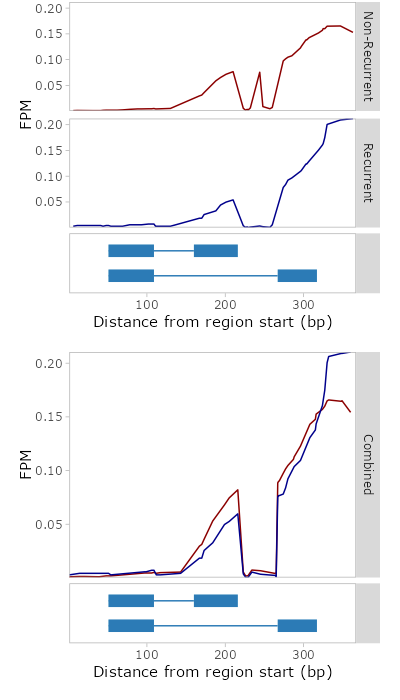 0.20
0.15
0.10
0.05
Non-Recurrent
FPM
0.20
0.15
0.10
0.05
Recurrent
100 200 300
Distance from region start (bp)
0.20
0.15
0.10
0.05
FPM
Combined
100 200 300
Distance from region start (bp)